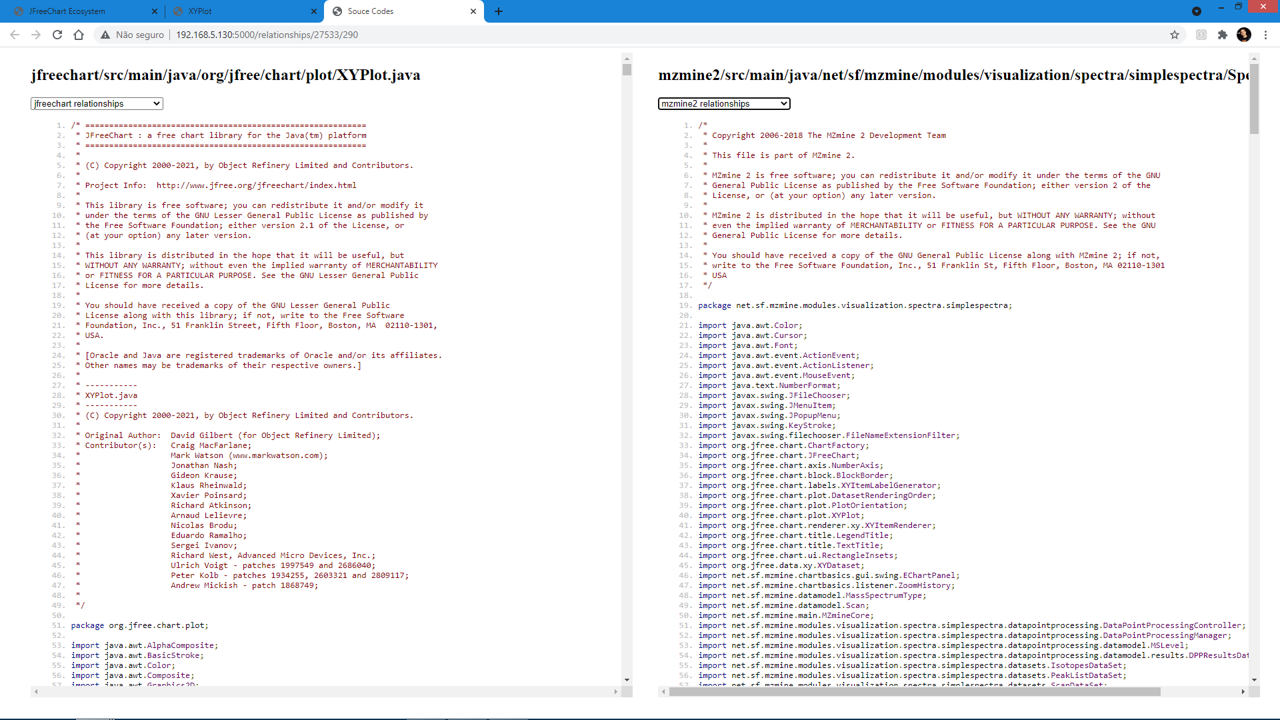 JFreeChart Ecosystem
XYPlot
Souce Codes
Não seguro
192.168.5.130:5000/relationships/27533/290
jfreechart/src/main/java/org/jfree/chart/plot/XYPlot.java
jfreechart relationships
1. /* ===========================================================
2. * JFreeChart : a free chart library for the Java(tm) platform
3. * ===========================================================
4. *
5. * (C) Copyright 2000-2021, by Object Refinery Limited and Contributors.
6. *
7. * Project Info:  http://www.jfree.org/jfreechart/index.html
8. *
9. * This library is free software; you can redistribute it and/or modify it
10. * under the terms of the GNU Lesser General Public License as published by
11. * the Free Software Foundation; either version 2.1 of the License, or
12. * (at your option) any later version.
13. *
14. * This library is distributed in the hope that it will be useful, but
15. * WITHOUT ANY WARRANTY; without even the implied warranty of MERCHANTABILITY
16. * or FITNESS FOR A PARTICULAR PURPOSE. See the GNU Lesser General Public
17. * License for more details.
18. *
19. * You should have received a copy of the GNU Lesser General Public
20. * License along with this library; if not, write to the Free Software
21. * Foundation, Inc., 51 Franklin Street, Fifth Floor, Boston, MA  02110-1301,
22. * USA.
23. *
24. * [Oracle and Java are registered trademarks of Oracle and/or its affiliates.
25. * Other names may be trademarks of their respective owners.]
26. *
27. * -----------
28. * XYPlot.java
29. * -----------
30. * (C) Copyright 2000-2021, by Object Refinery Limited and Contributors.
31. *
32. * Original Author:  David Gilbert (for Object Refinery Limited);
33. * Contributor(s):   Craig MacFarlane;
34. *                   Mark Watson (www.markwatson.com);
35. *                   Jonathan Nash;
36. *                   Gideon Krause;
37. *                   Klaus Rheinwald;
38. *                   Xavier Poinsard;
39. *                   Richard Atkinson;
40. *                   Arnaud Lelievre;
41. *                   Nicolas Brodu;
42. *                   Eduardo Ramalho;
43. *                   Sergei Ivanov;
44. *                   Richard West, Advanced Micro Devices, Inc.;
45. *                   Ulrich Voigt - patches 1997549 and 2686040;
46. *                   Peter Kolb - patches 1934255, 2603321 and 2809117;
47. *                   Andrew Mickish - patch 1868749;
48. *
49. */
50.
51. package org.jfree.chart.plot;
52.
53. import java.awt.AlphaComposite;
54. import java.awt.BasicStroke;
55. import java.awt.Color;
56. import java.awt.Composite;
57. import java.awt.Graphics2D;
mzmine2/src/main/java/net/sf/mzmine/modules/visualization/spectra/simplespectra/Spe
mzmine2 relationships
1. /*
2. * Copyright 2006-2018 The MZmine 2 Development Team
3. *
4. * This file is part of MZmine 2.
5. *
6. * MZmine 2 is free software; you can redistribute it and/or modify it under the terms of the GNU
7. * General Public License as published by the Free Software Foundation; either version 2 of the
8. * License, or (at your option) any later version.
9. *
10. * MZmine 2 is distributed in the hope that it will be useful, but WITHOUT ANY WARRANTY; without
11. * even the implied warranty of MERCHANTABILITY or FITNESS FOR A PARTICULAR PURPOSE. See the GNU
12. * General Public License for more details.
13. *
14. * You should have received a copy of the GNU General Public License along with MZmine 2; if not,
15. * write to the Free Software Foundation, Inc., 51 Franklin St, Fifth Floor, Boston, MA 02110-1301
16. * USA
17. */
18.
19. package net.sf.mzmine.modules.visualization.spectra.simplespectra;
20.
21. import java.awt.Color;
22. import java.awt.Cursor;
23. import java.awt.Font;
24. import java.awt.event.ActionEvent;
25. import java.awt.event.ActionListener;
26. import java.awt.event.MouseEvent;
27. import java.text.NumberFormat;
28. import javax.swing.JFileChooser;
29. import javax.swing.JMenuItem;
30. import javax.swing.JPopupMenu;
31. import javax.swing.KeyStroke;
32. import javax.swing.filechooser.FileNameExtensionFilter;
33. import org.jfree.chart.ChartFactory;
34. import org.jfree.chart.JFreeChart;
35. import org.jfree.chart.axis.NumberAxis;
36. import org.jfree.chart.block.BlockBorder;
37. import org.jfree.chart.labels.XYItemLabelGenerator;
38. import org.jfree.chart.plot.DatasetRenderingOrder;
39. import org.jfree.chart.plot.PlotOrientation;
40. import org.jfree.chart.plot.XYPlot;
41. import org.jfree.chart.renderer.xy.XYItemRenderer;
42. import org.jfree.chart.title.LegendTitle;
43. import org.jfree.chart.title.TextTitle;
44. import org.jfree.chart.ui.RectangleInsets;
45. import org.jfree.data.xy.XYDataset;
46. import net.sf.mzmine.chartbasics.gui.swing.EChartPanel;
47. import net.sf.mzmine.chartbasics.listener.ZoomHistory;
48. import net.sf.mzmine.datamodel.MassSpectrumType;
49. import net.sf.mzmine.datamodel.Scan;
50. import net.sf.mzmine.main.MZmineCore;
51. import net.sf.mzmine.modules.visualization.spectra.simplespectra.datapointprocessing.DataPointProcessingController;
52. import net.sf.mzmine.modules.visualization.spectra.simplespectra.datapointprocessing.DataPointProcessingManager;
53. import net.sf.mzmine.modules.visualization.spectra.simplespectra.datapointprocessing.datamodel.MSLevel;
54. import net.sf.mzmine.modules.visualization.spectra.simplespectra.datapointprocessing.datamodel.results.DPPResultsDat
55. import net.sf.mzmine.modules.visualization.spectra.simplespectra.datasets.IsotopesDataSet;
56. import net.sf.mzmine.modules.visualization.spectra.simplespectra.datasets.PeakListDataSet;
57. import net.sf.mzmine.modules.visualization.spectra.simplespectra.datasets.ScanDataSet;